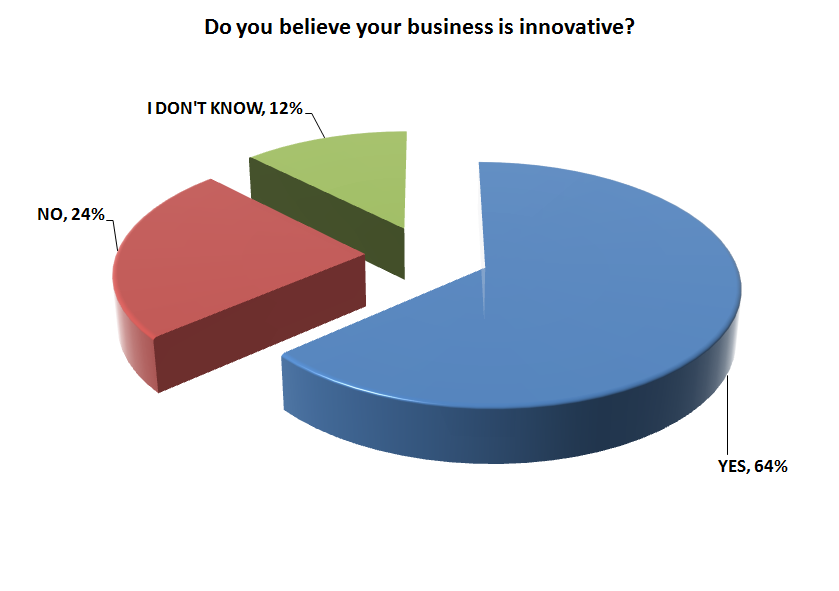 Do you believe your business is innovative?
I DON'T KNOW, 12%
NO, 24%
YES, 64%